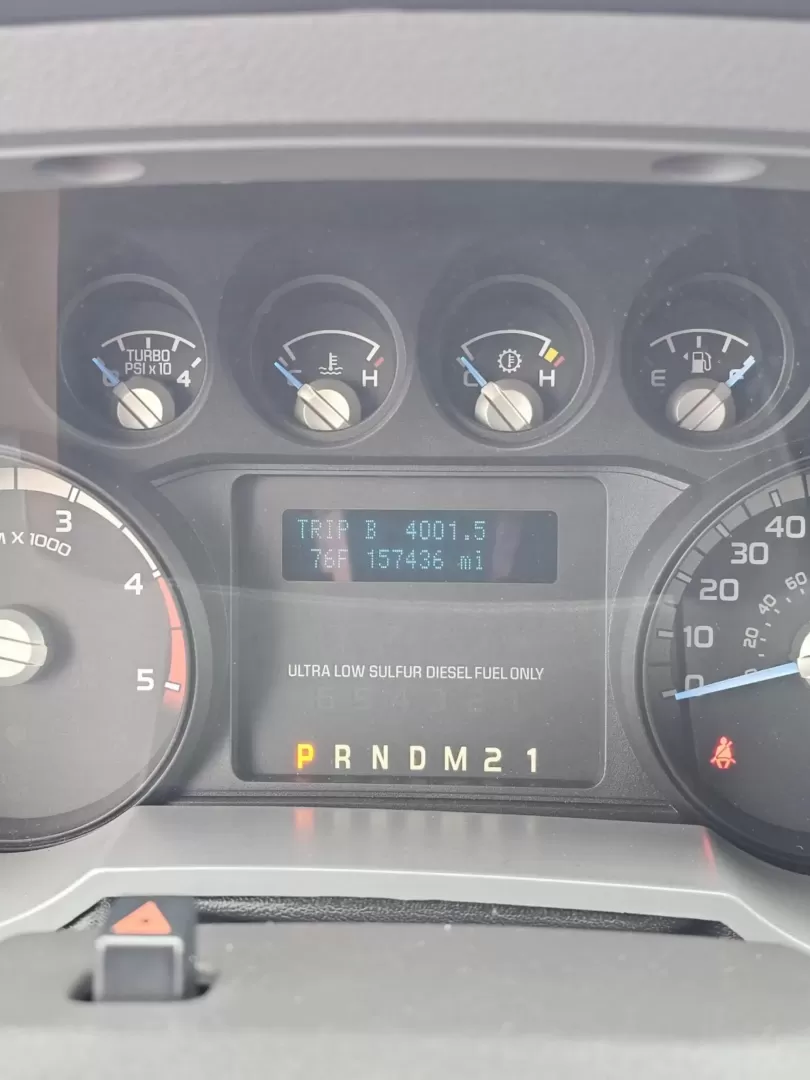 TURBO
PSI x 10
0 4
H
C H
E
3
X 1000
4
5
TRIP B 4001.5
76F 157436 mi
ULTRA LOW SULFUR DIESEL FUEL ONLY
P R N D M 2 1
40
30
20
10
0
60
40
20